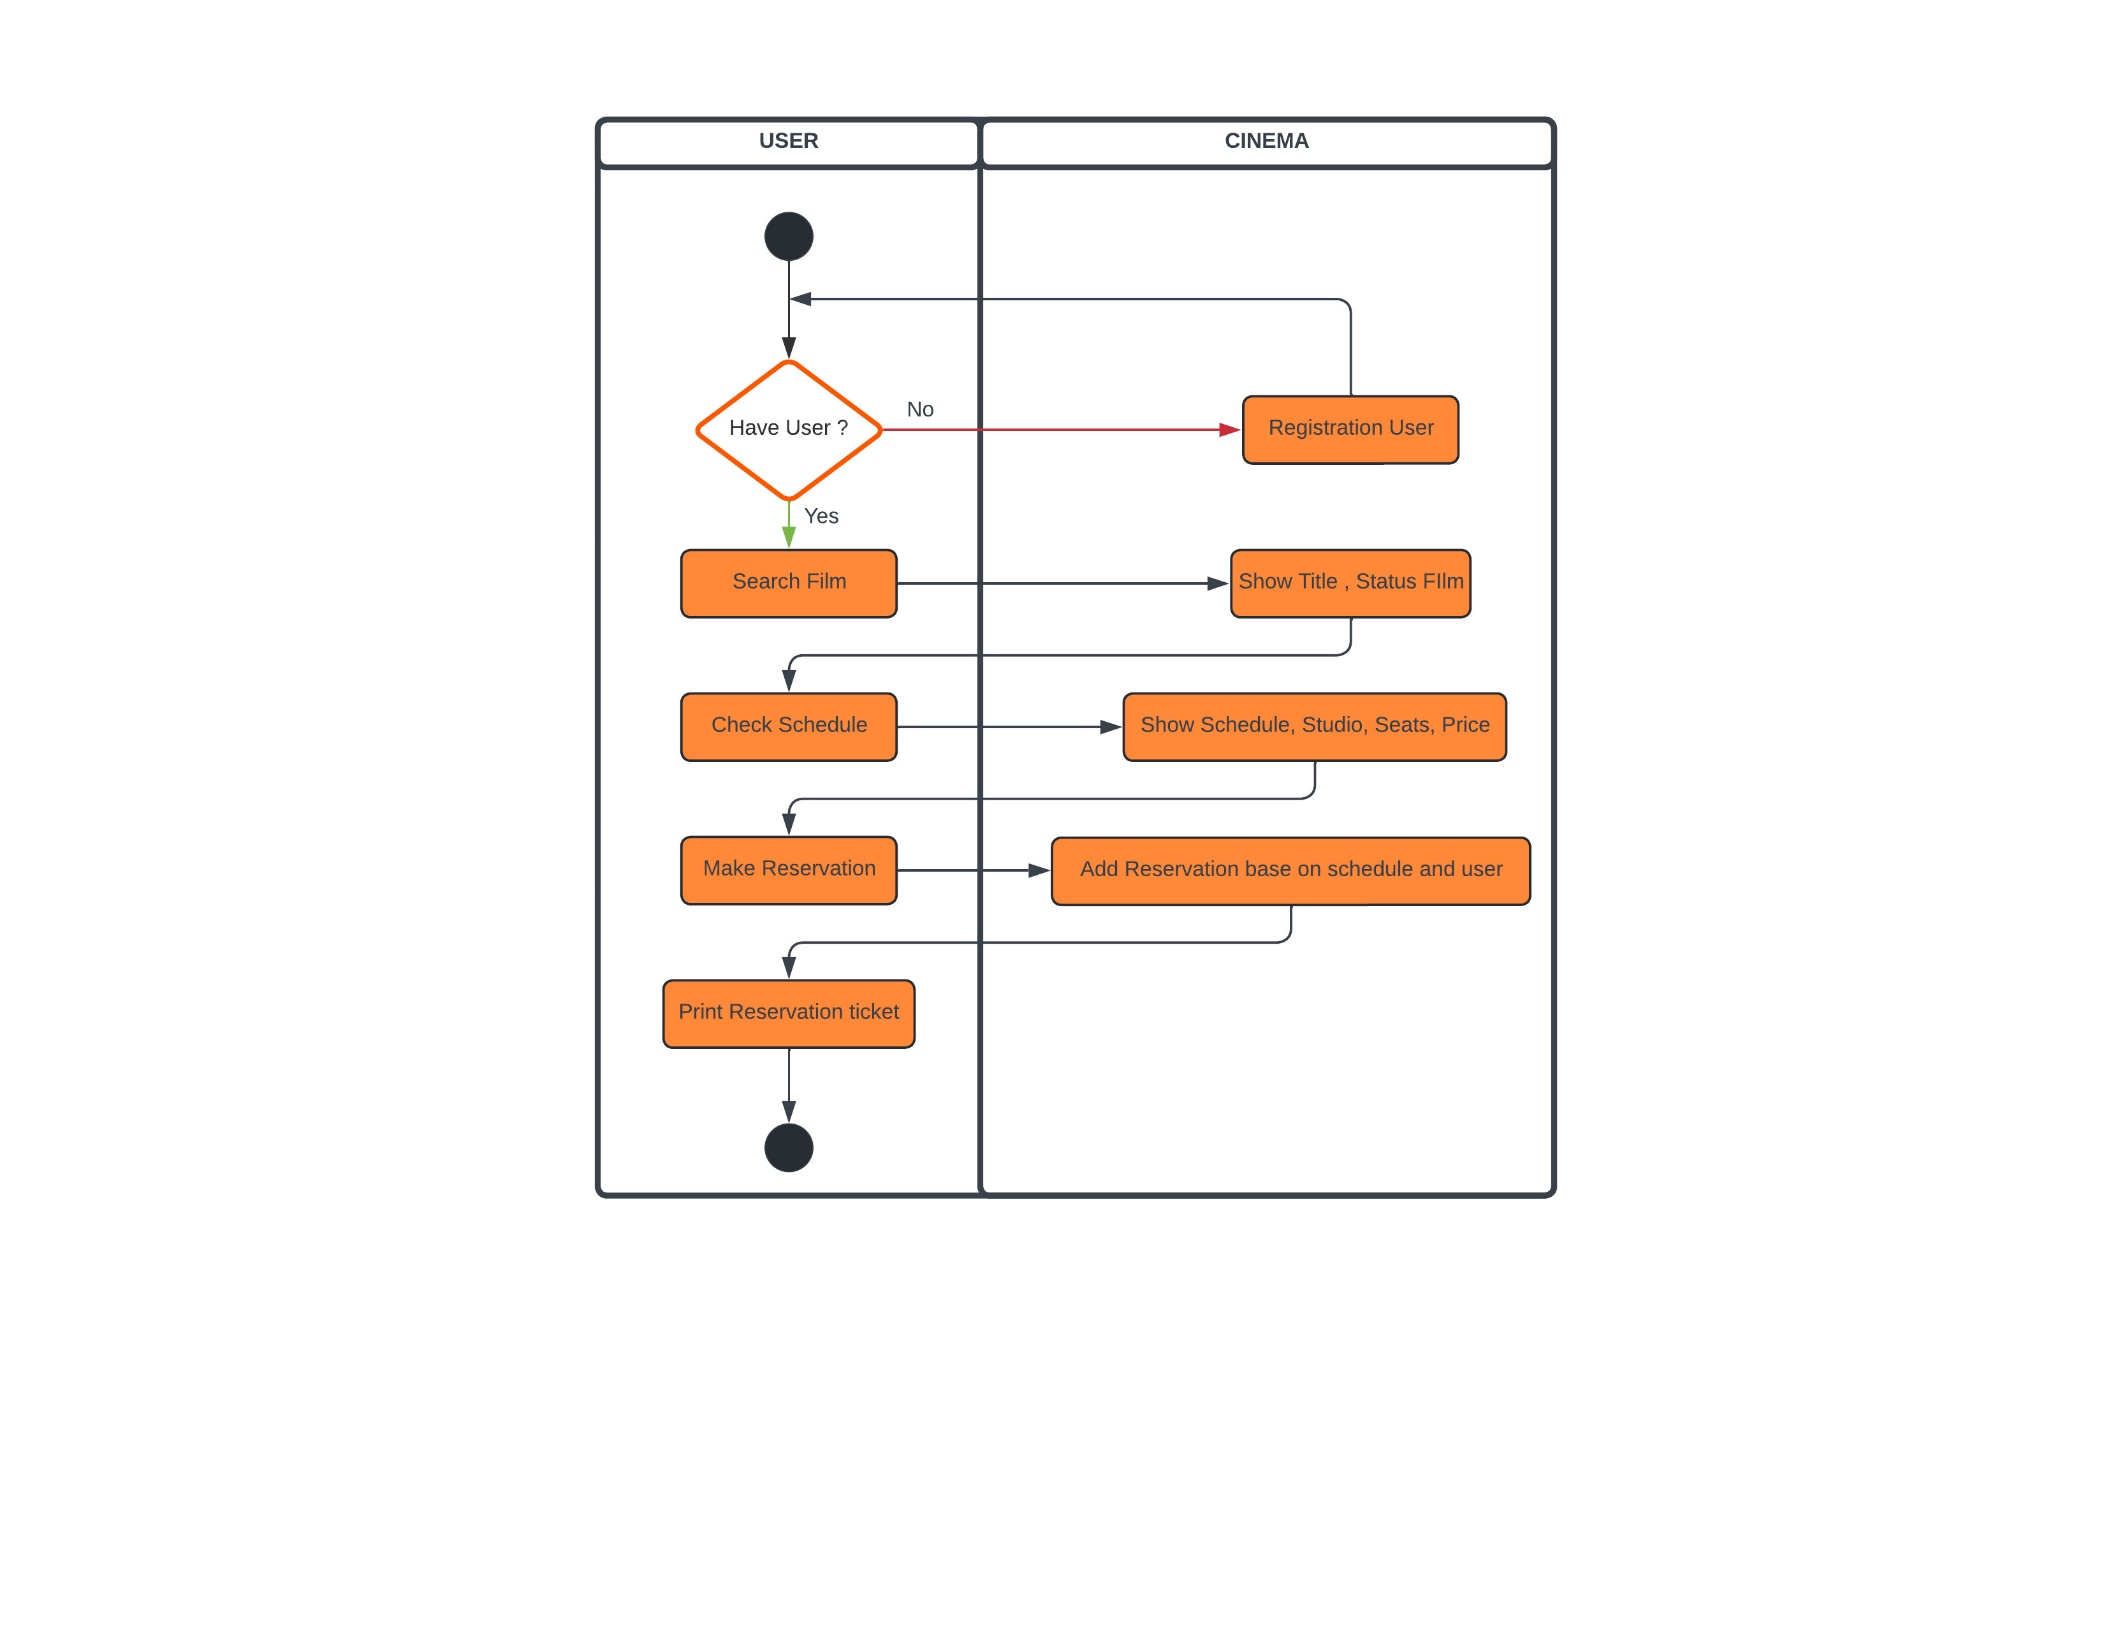 USER
CINEMA
Have User ?
No
Registration User
Yes
Search Film
Show Title , Status FIlm
Check Schedule
Show Schedule, Studio, Seats, Price
Make Reservation
Add Reservation base on schedule and user
Print Reservation ticket